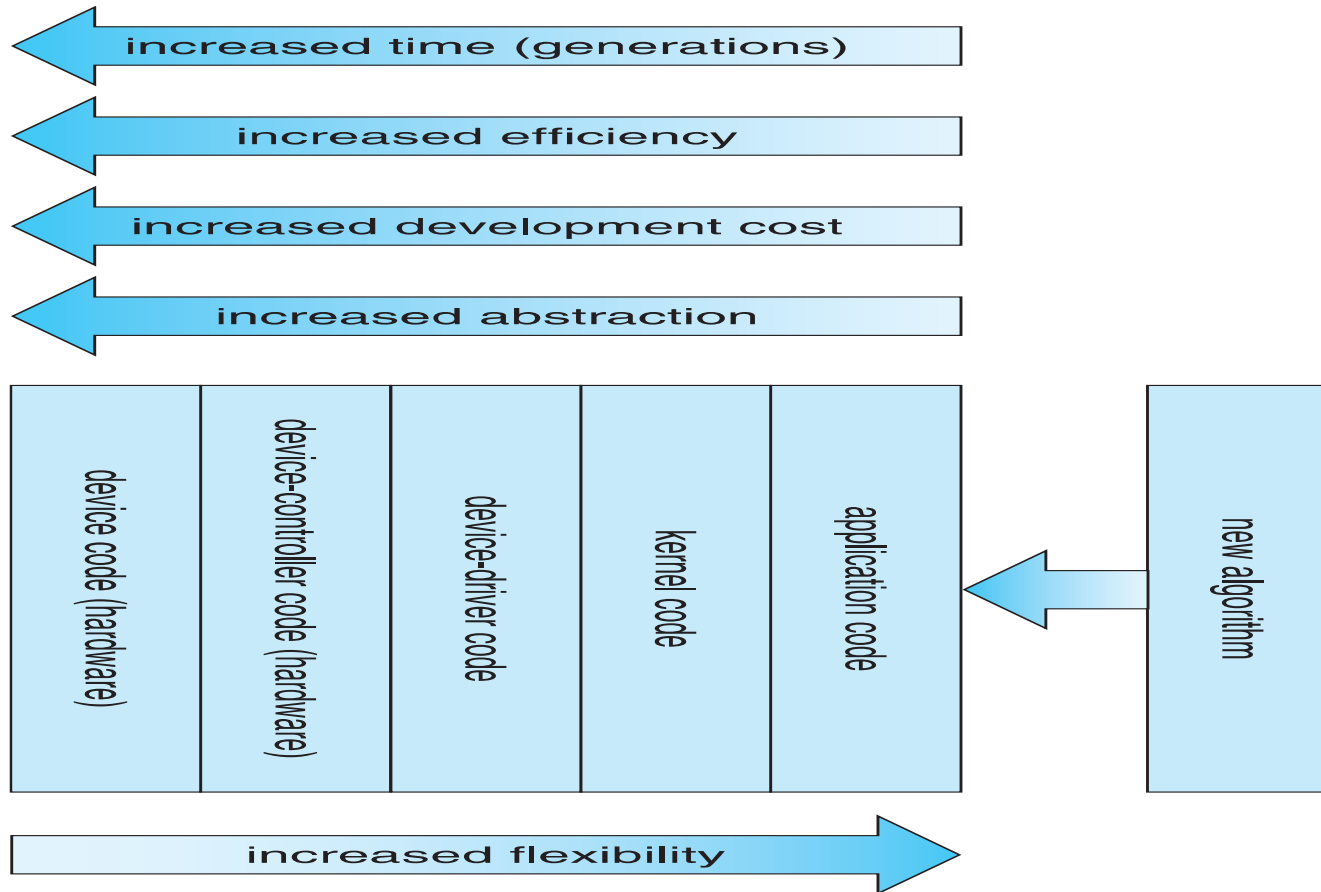 increased time (generations)
increased efficiency
increased development cost
increased abstraction
device code (hardware)
device-controller code (hardware)
device-driver code
kernel code
application code
new algorithm
increased flexibility